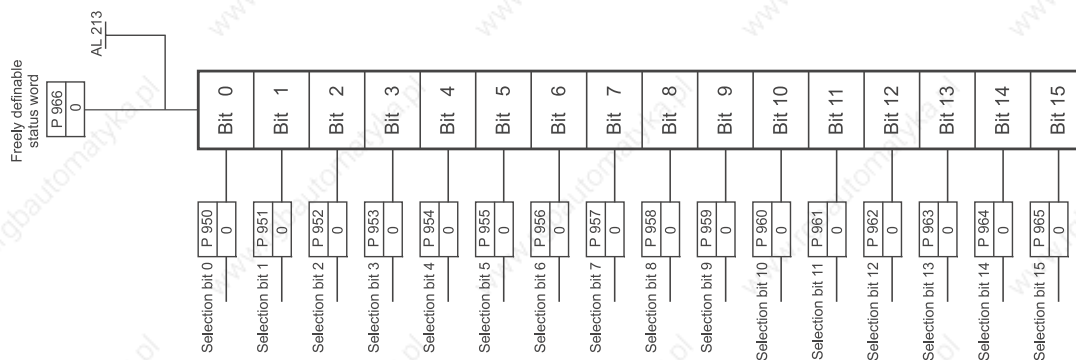 Freely definable
status word
P 966
0
AL 213
Bit 0
Bit 1
Bit 2
Bit 3
Bit 4
Bit 5
Bit 6
Bit 7
Bit 8
Bit 9
Bit 10
Bit 11
Bit 12
Bit 13
Bit 14
Bit 15
P 950
0
P 951
0
P 952
0
P 953
0
P 954
0
P 955
0
P 956
0
P 957
0
P 958
0
P 959
0
P 960
0
P 961
0
P 962
0
P 963
0
P 964
0
P 965
0
Selection bit 0
Selection bit 1
Selection bit 2
Selection bit 3
Selection bit 4
Selection bit 5
Selection bit 6
Selection bit 7
Selection bit 8
Selection bit 9
Selection bit 10
Selection bit 11
Selection bit 12
Selection bit 13
Selection bit 14
Selection bit 15